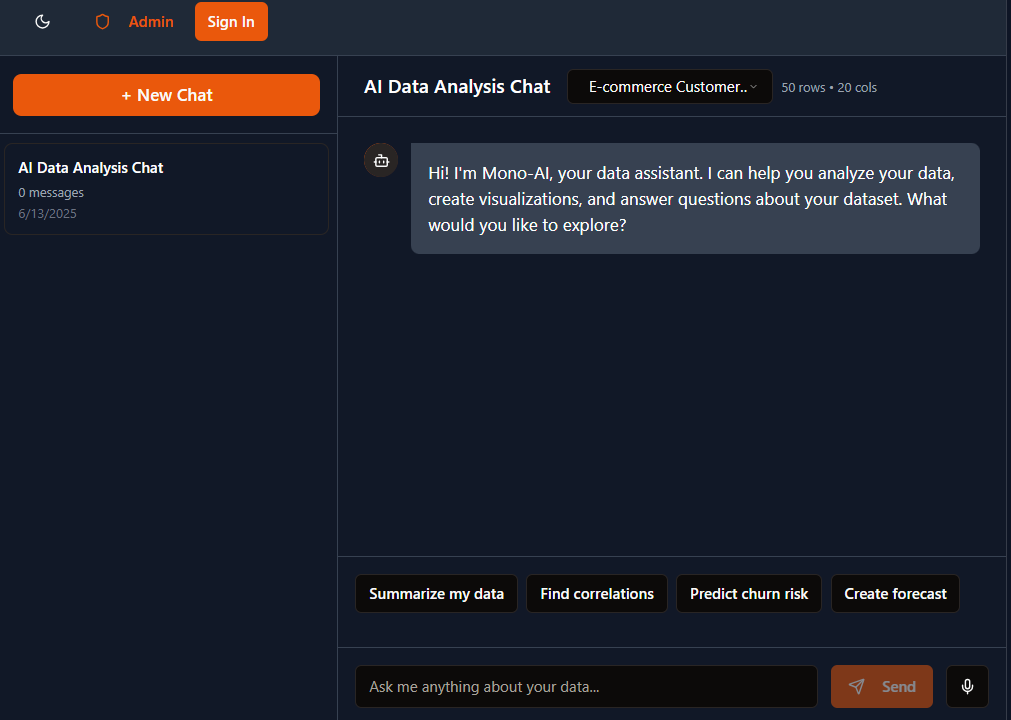 Admin
Sign In
+ New Chat
AI Data Analysis Chat
0 messages
6/13/2025
AI Data Analysis Chat
E-commerce Customer..
50 rows • 20 cols
Hi! I'm Mono-AI, your data assistant. I can help you analyze your data,
create visualizations, and answer questions about your dataset. What
would you like to explore?
Summarize my data
Find correlations
Predict churn risk
Create forecast
Ask me anything about your data...
Send